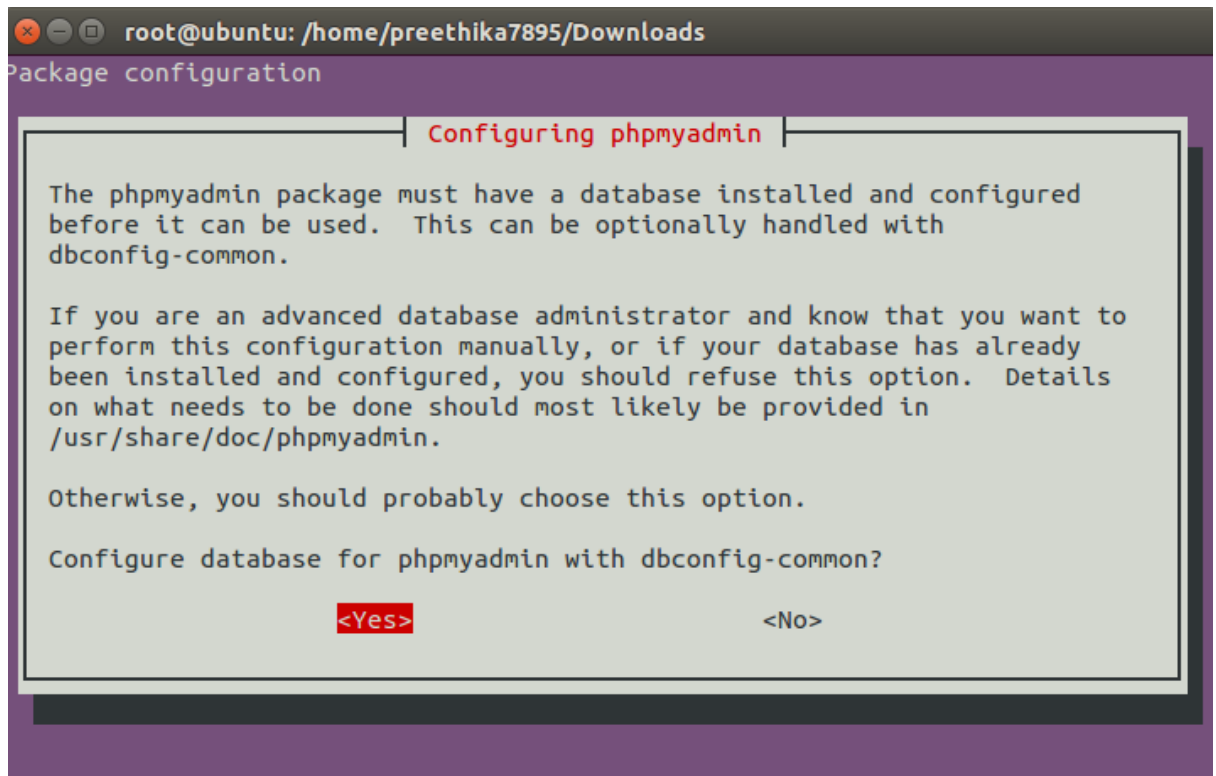 root@ubuntu: /home/preethika7895/Downloads
Package configuration
Configuring phpmyadmin
The phpmyadmin package must have a database installed and configured
before it can be used.  This can be optionally handled with
dbconfig-common.
If you are an advanced database administrator and know that you want to
perform this configuration manually, or if your database has already
been installed and configured, you should refuse this option.  Details
on what needs to be done should most likely be provided in
/usr/share/doc/phpmyadmin.
Otherwise, you should probably choose this option.
Configure database for phpmyadmin with dbconfig-common?
<Yes> <No>